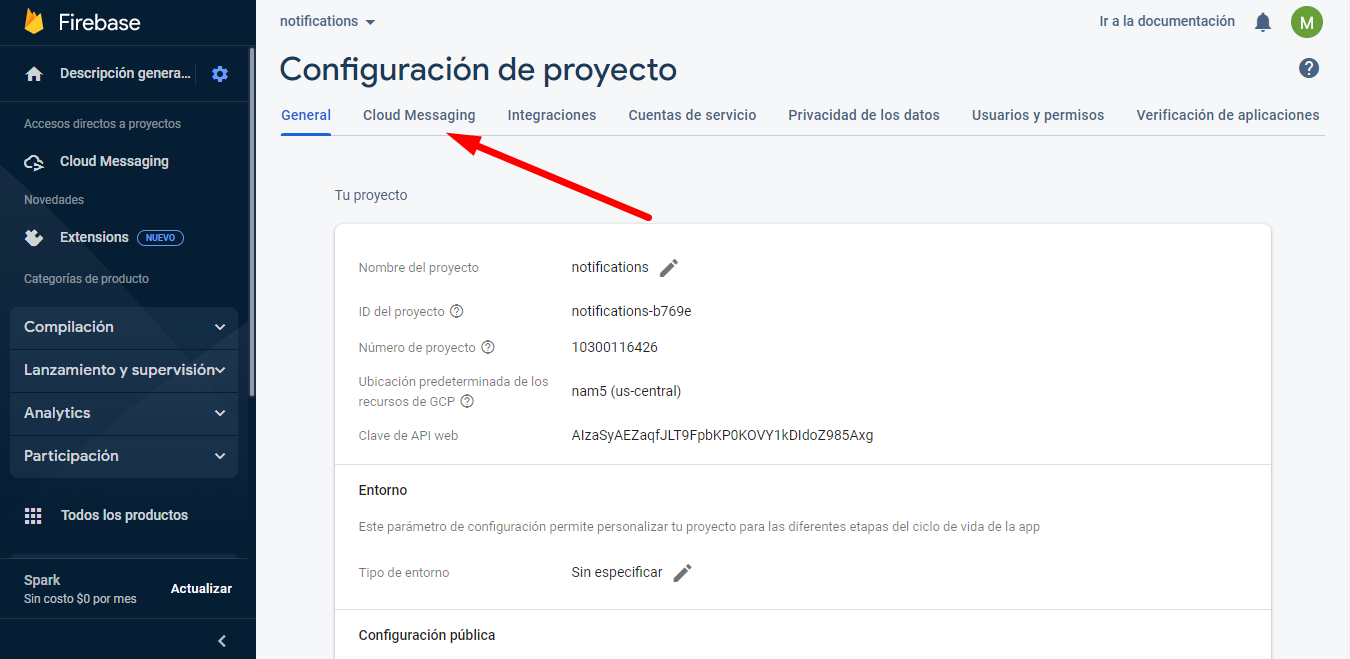 Firebase
Descripción genera...
Accesos directos a proyectos
Cloud Messaging
Novedades
Extensions NUEVO
Categorías de producto
Compilación
Lanzamiento y supervisión
Analytics
Participación
Todos los productos
Spark
Sin costo $0 por mes
Actualizar
notifications
Ir a la documentación
M
Configuración de proyecto
?
General Cloud Messaging Integraciones Cuentas de servicio Privacidad de los datos Usuarios y permisos Verificación de aplicaciones
Tu proyecto
Nombre del proyecto notifications
ID del proyecto ? notifications-b769e
Número de proyecto ? 10300116426
Ubicación predeterminada de los
recursos de GCP ? nam5 (us-central)
Clave de API web AIzaSyAEZaqfJLT9FpbKP0KOVY1kDIdoZ985Axg
Entorno
Este parámetro de configuración permite personalizar tu proyecto para las diferentes etapas del ciclo de vida de la app
Tipo de entorno Sin especificar
Configuración pública